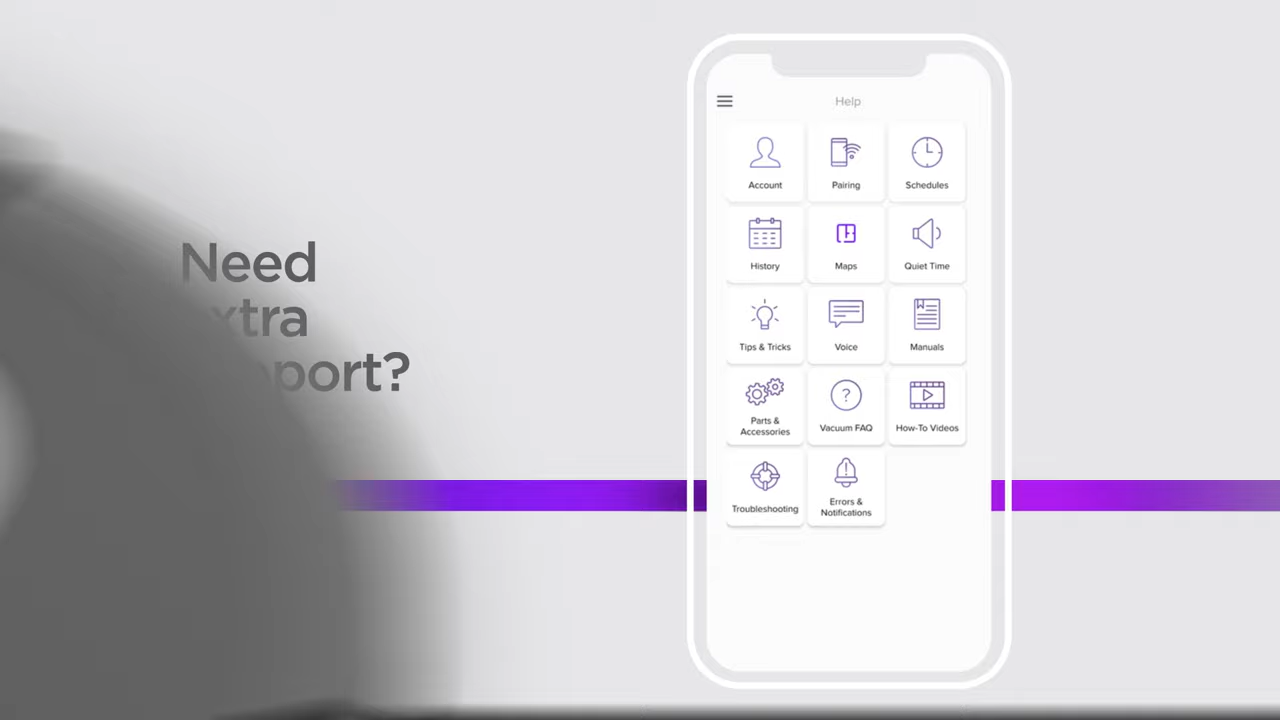 Need
xtra
port?
Help
Account
Pairing
Schedules
History
Maps
Quiet Time
Tips & Tricks
Voice
Manuals
Parts &
Accessories
Vacuum FAQ
How-To Videos
Troubleshooting
Errors &
Notifications